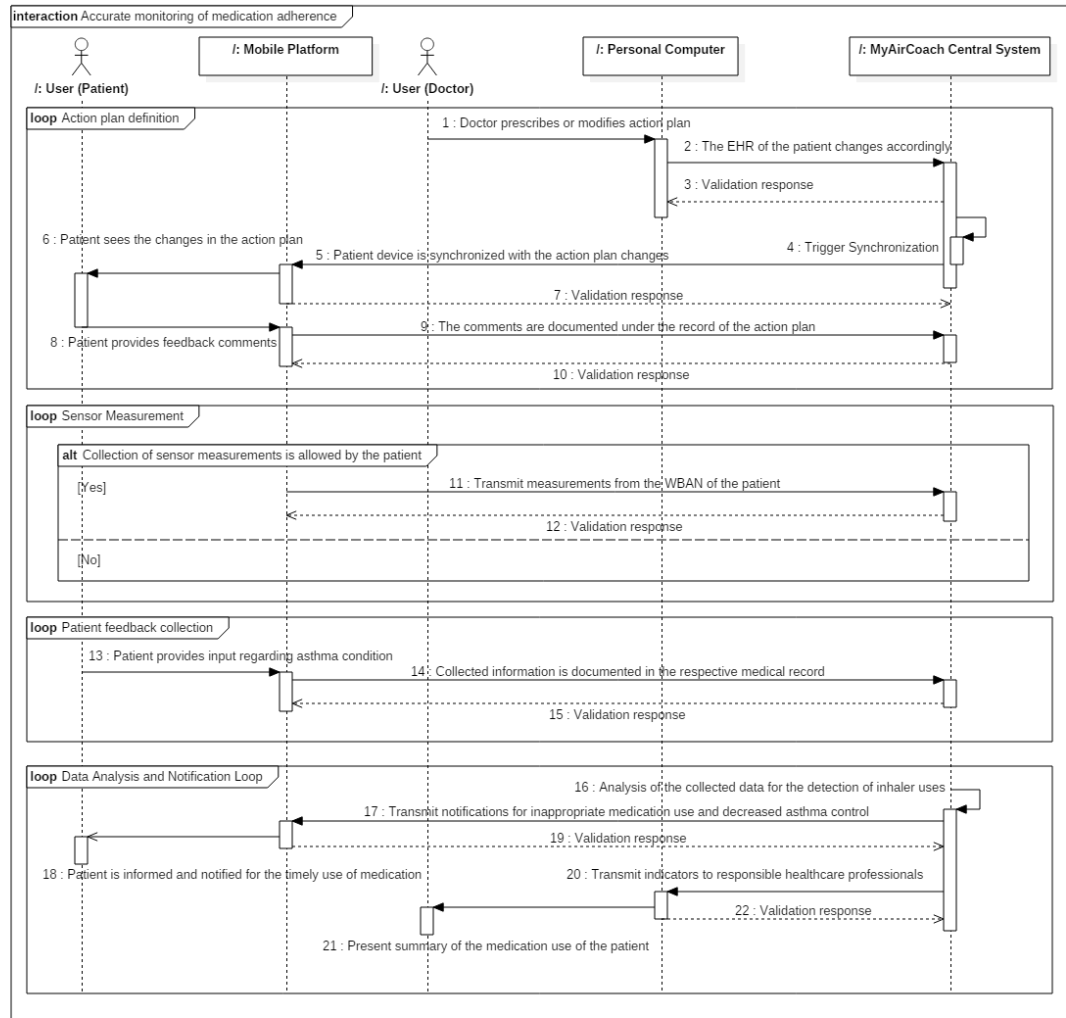 interaction Accurate monitoring of medication adherence
/: User (Patient)
/: Mobile Platform
/: User (Doctor)
/: Personal Computer
/: MyAirCoach Central System
loop Action plan definition
1 : Doctor prescribes or modifies action plan
2 : The EHR of the patient changes accordingly
3 : Validation response
4 : Trigger Synchronization
5 : Patient device is synchronized with the action plan changes
6 : Patient sees the changes in the action plan
7 : Validation response
8 : Patient provides feedback comments
9 : The comments are documented under the record of the action plan
10 : Validation response
loop Sensor Measurement
alt Collection of sensor measurements is allowed by the patient
[Yes]
11 : Transmit measurements from the WBAN of the patient
12 : Validation response
[No]
loop Patient feedback collection
13 : Patient provides input regarding asthma condition
14 : Collected information is documented in the respective medical record
15 : Validation response
loop Data Analysis and Notification Loop
16 : Analysis of the collected data for the detection of inhaler uses
17 : Transmit notifications for inappropriate medication use and decreased asthma control
19 : Validation response
18 : Patient is informed and notified for the timely use of medication
20 : Transmit indicators to responsible healthcare professionals
22 : Validation response
21 : Present summary of the medication use of the patient